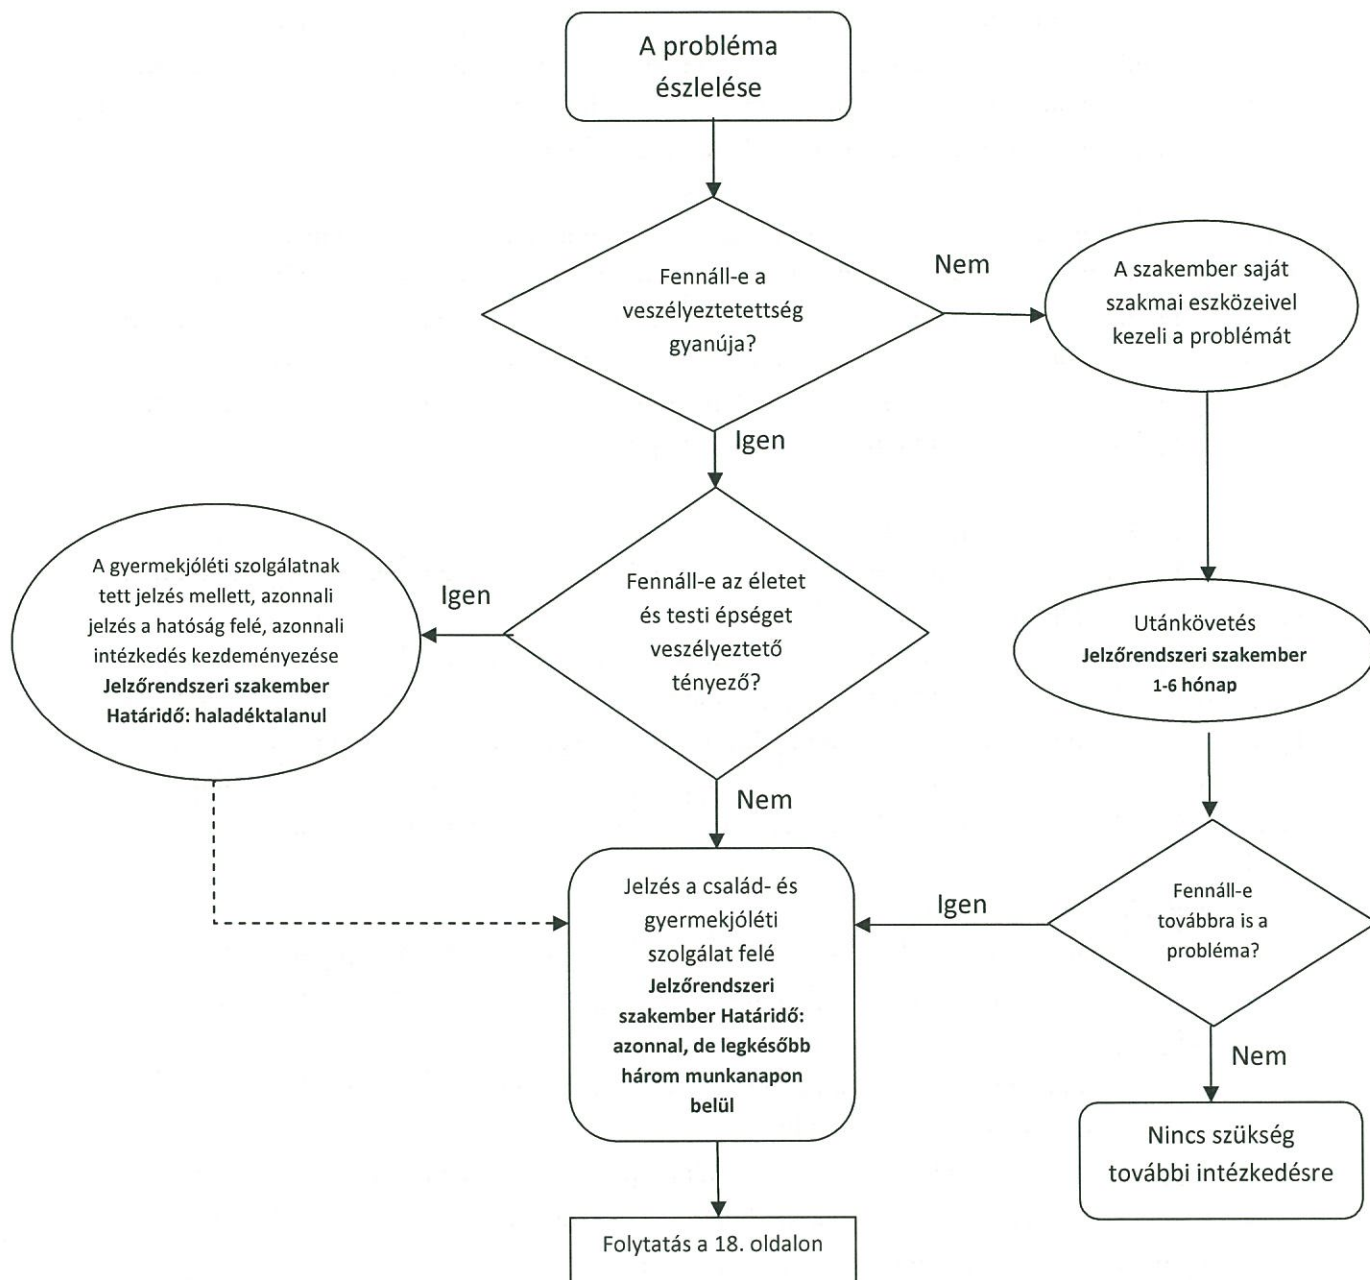 A probléma
észlelése
Fennáll-e a
veszélyeztetettség
gyanúja?
Nem
A szakember saját
szakmai eszközeivel
kezeli a problémát
Igen
A gyermekjóléti szolgálatnak
tett jelzés mellett, azonnali
jelzés a hatóság felé, azonnali
intézkedés kezdeményezése
Jelzőrendszeri szakember
Határidő: haladéktalanul
Igen
Fennáll-e az életet
és testi épséget
veszélyeztető
tényező?
Utánkövetés
Jelzőrendszeri szakember
1-6 hónap
Nem
Jelzés a család- és
gyermekjóléti
szolgálat felé
Jelzőrendszeri
szakember Határidő:
azonnal, de legkésőbb
három munkanapon
belül
Igen
Fennáll-e
továbbra is a
probléma?
Nem
Nincs szükség
további intézkedésre
Folytatás a 18. oldalon